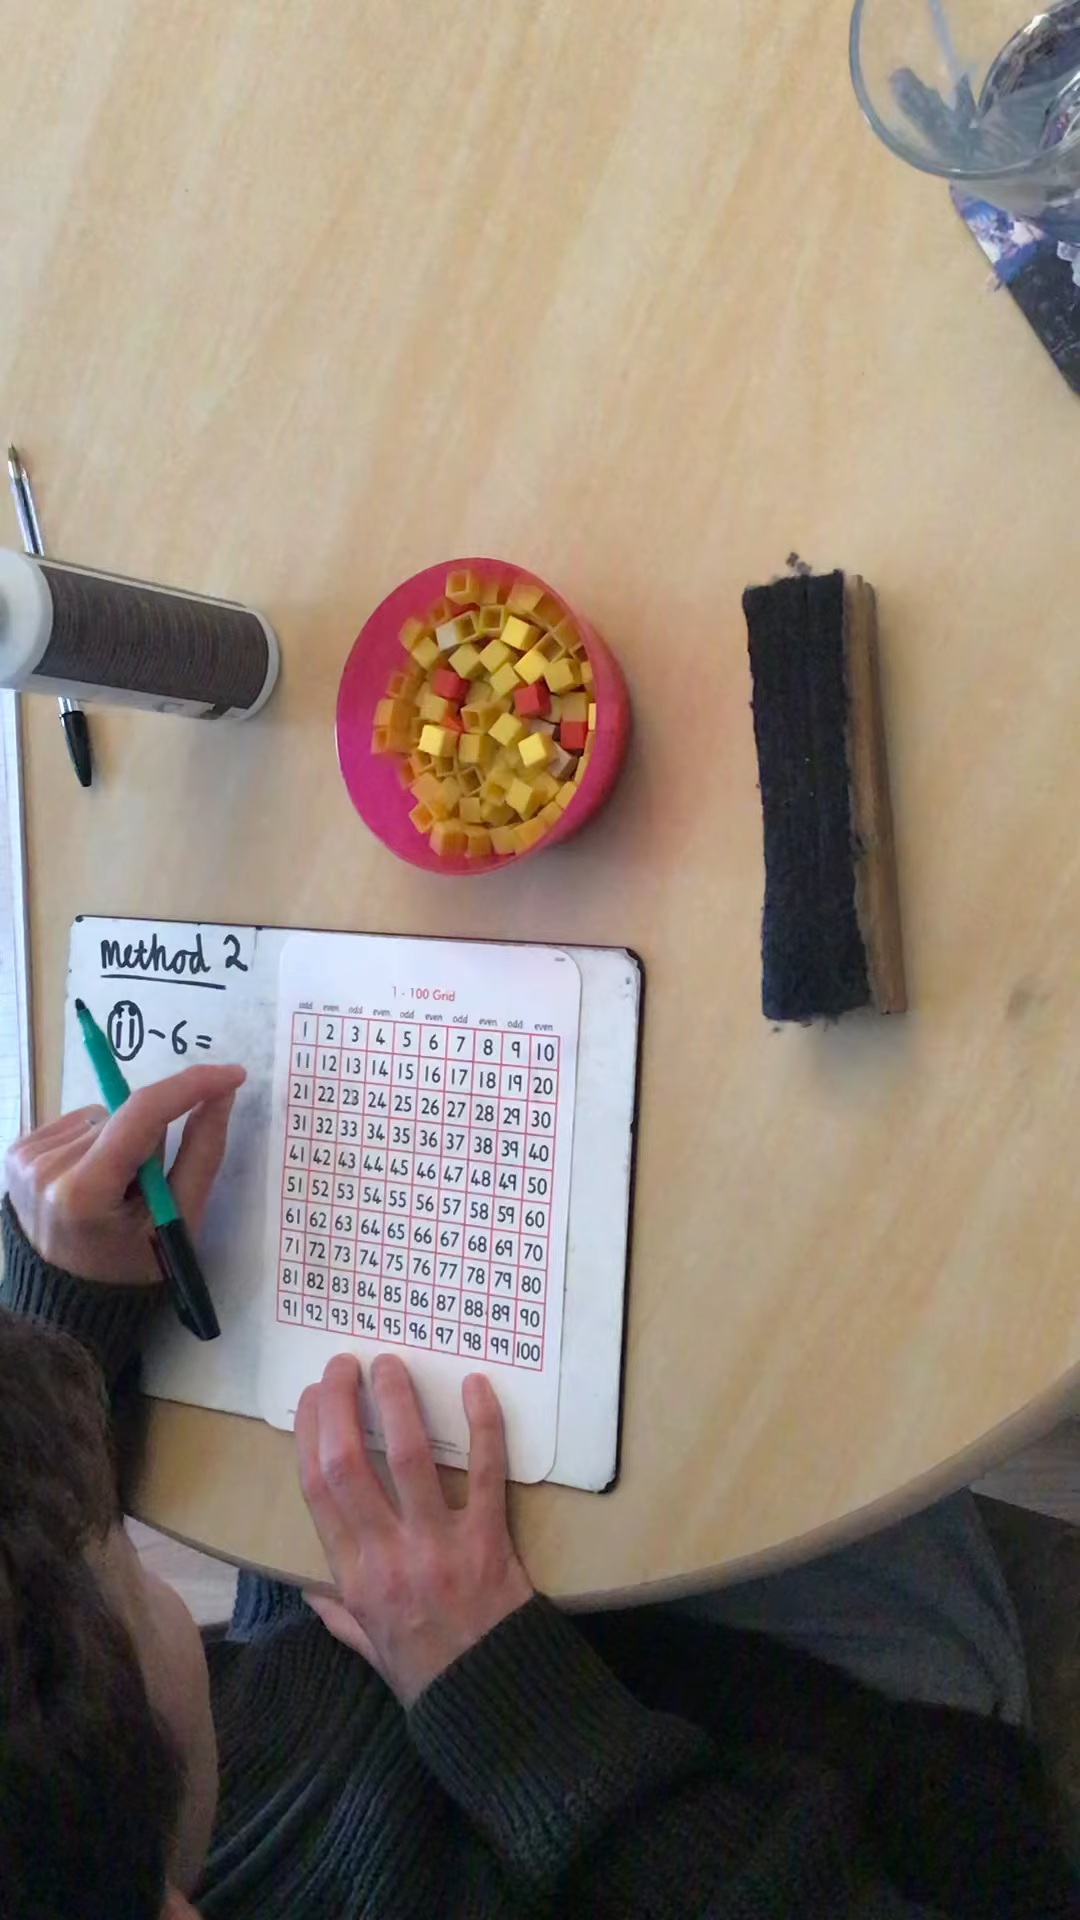 Method 2
11 - 6 =
1 - 100 Grid
odd even odd even odd even odd even odd even
1 2 3 4 5 6 7 8 9 10
11 12 13 14 15 16 17 18 19 20
21 22 23 24 25 26 27 28 29 30
31 32 33 34 35 36 37 38 39 40
41 42 43 44 45 46 47 48 49 50
51 52 53 54 55 56 57 58 59 60
61 62 63 64 65 66 67 68 69 70
71 72 73 74 75 76 77 78 79 80
81 82 83 84 85 86 87 88 89 90
91 92 93 94 95 96 97 98 99 100